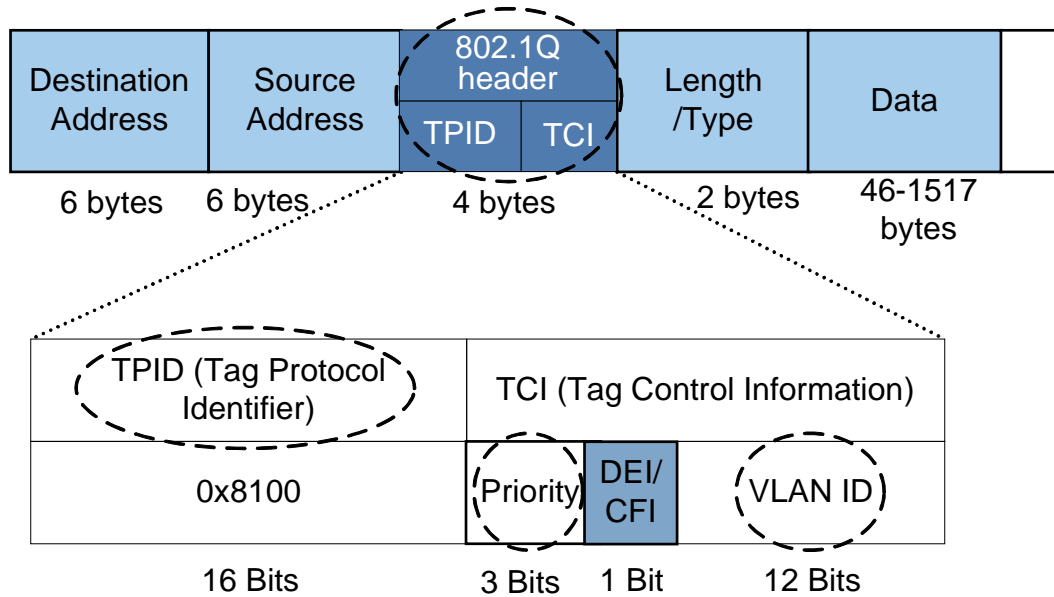 Destination
Address
Source
Address
802.1Q
header
TPID
TCI
Length
/Type
Data
6 bytes
6 bytes
4 bytes
2 bytes
46-1517
bytes
TPID (Tag Protocol
Identifier)
TCI (Tag Control Information)
0x8100
Priority
DEI/
CFI
VLAN ID
16 Bits
3 Bits
1 Bit
12 Bits